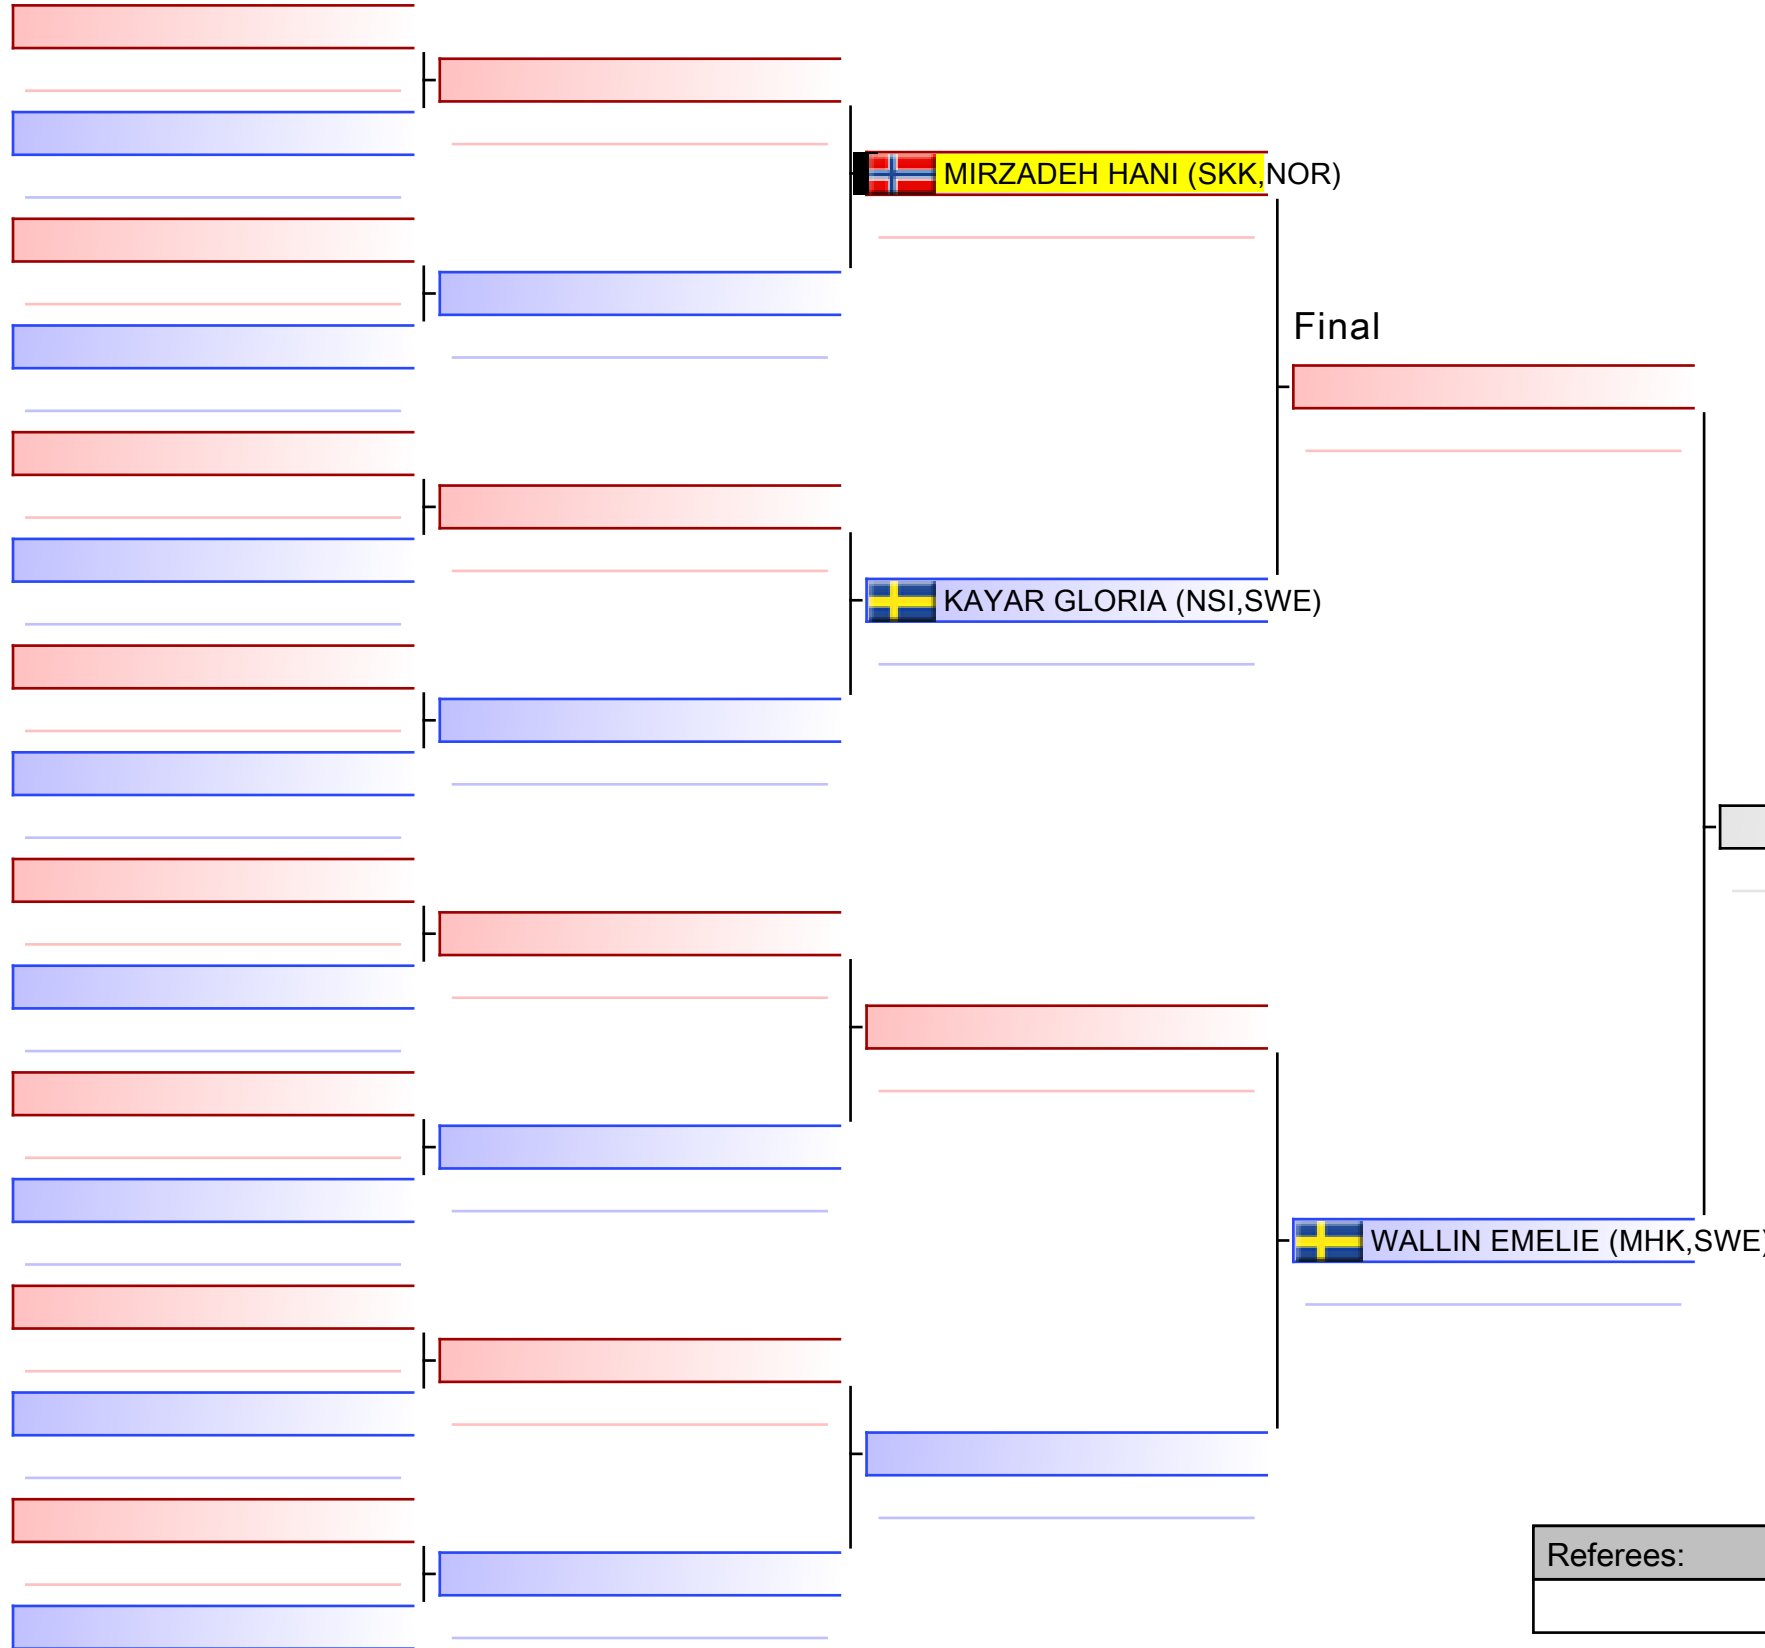 MIRZADEH HANI (SKK,NOR)
Final
KAYAR GLORIA (NSI,SWE)
WALLIN EMELIE (MHK,SWE)
Referees: